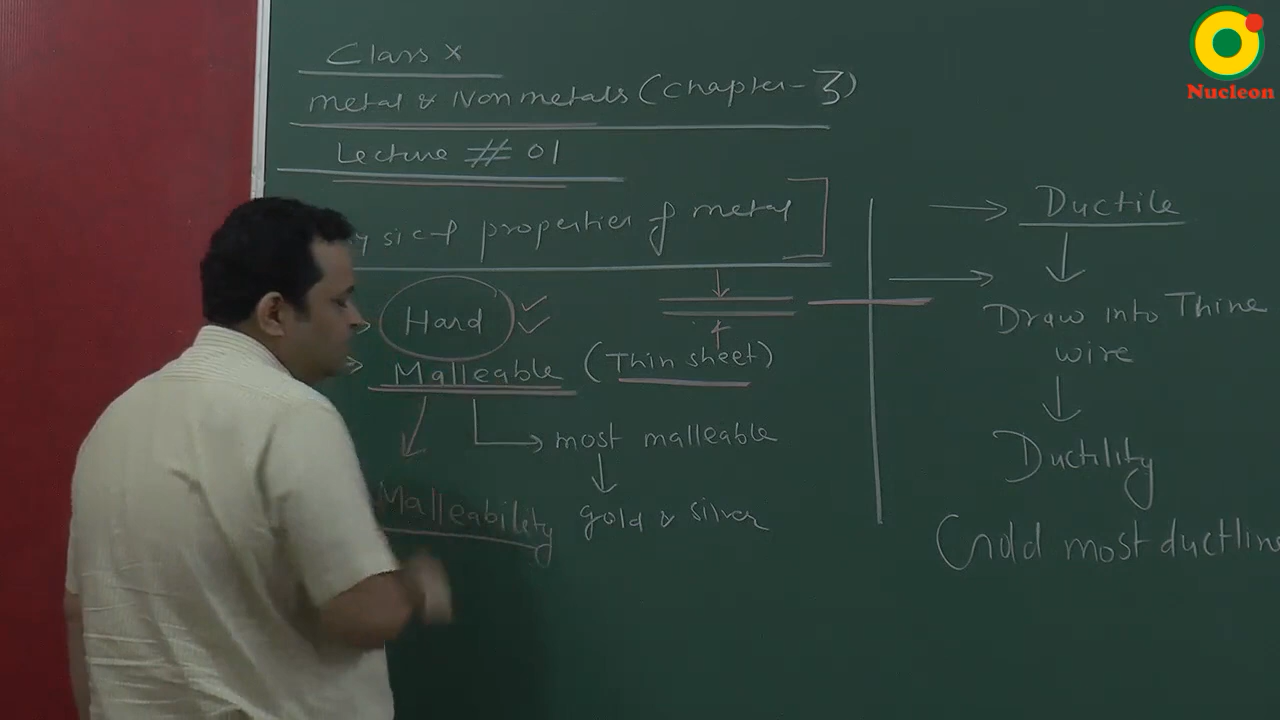 Class X
Metal & Non metals (Chapter - 3)
Lecture # 01
properties of metal
Hard
Malleable (Thin sheet)
most malleable
Malleability gold & silver
Ductile
Draw into Thine
wire
Ductility
Gold most ductline
Nucleon